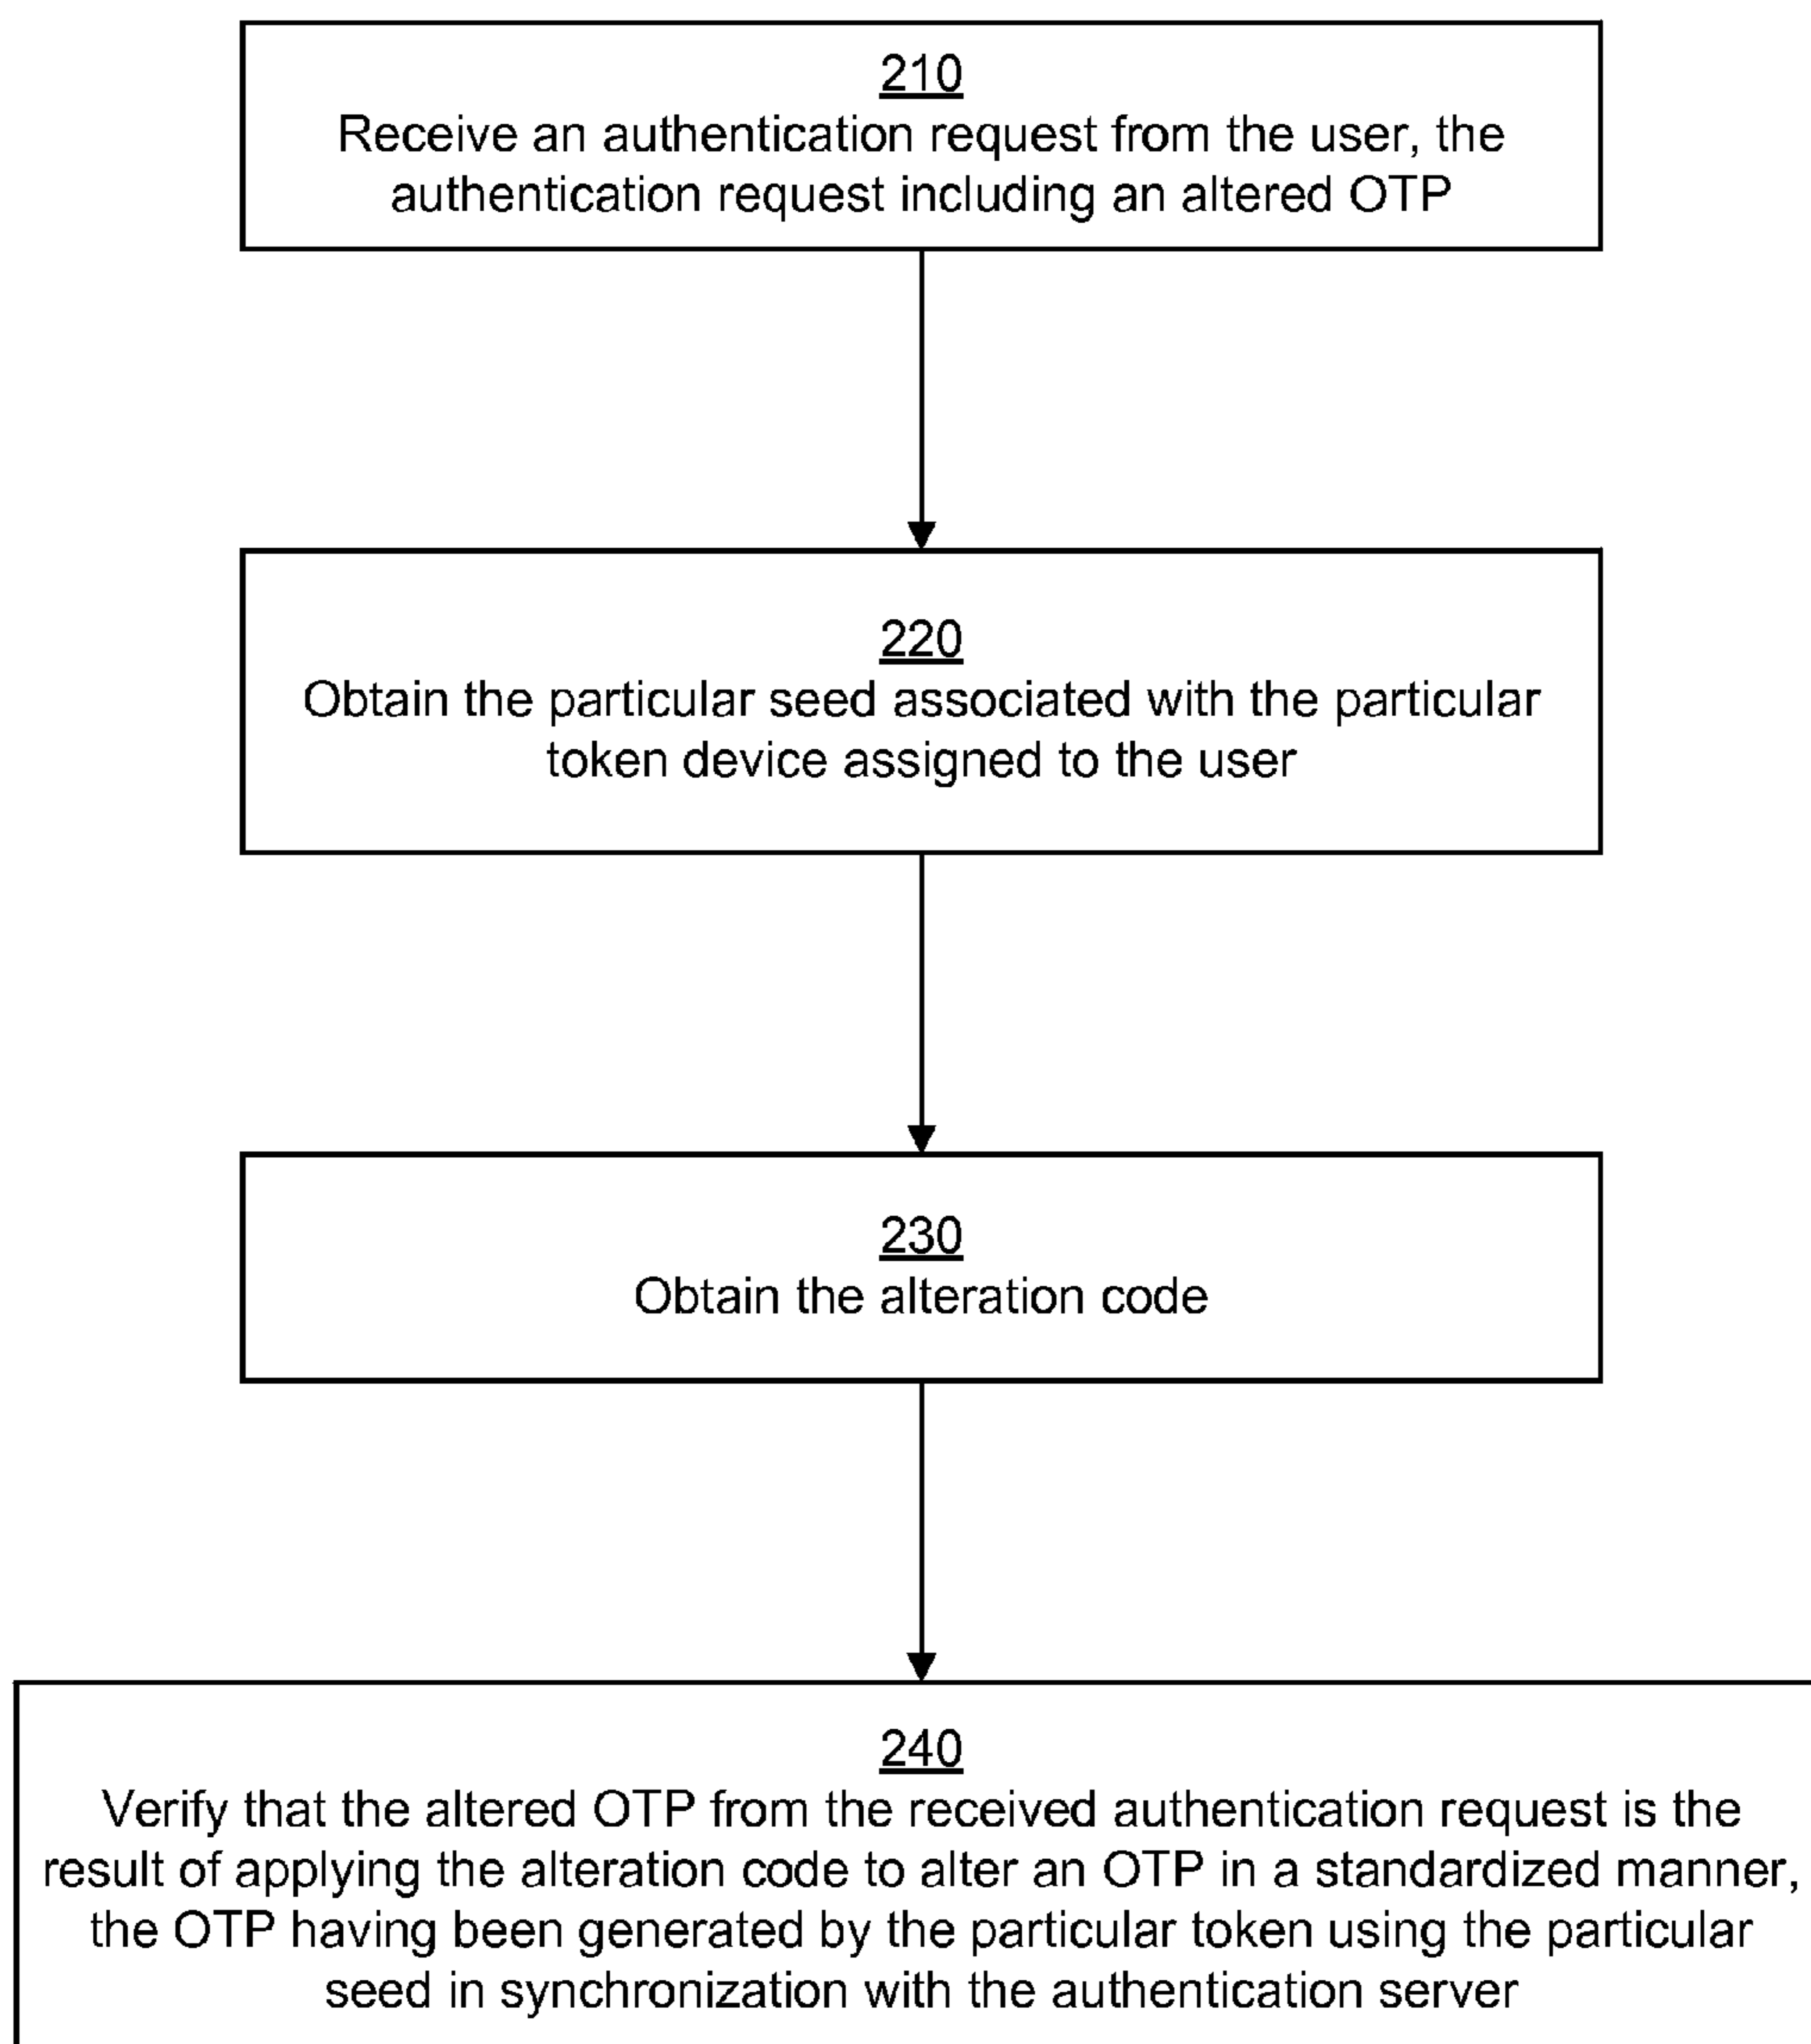 210
Receive an authentication request from the user, the
authentication request including an altered OTP
220
Obtain the particular seed associated with the particular
token device assigned to the user
230
Obtain the alteration code
240
Verify that the altered OTP from the received authentication request is the
result of applying the alteration code to alter an OTP in a standardized manner,
the OTP having been generated by the particular token using the particular
seed in synchronization with the authentication server